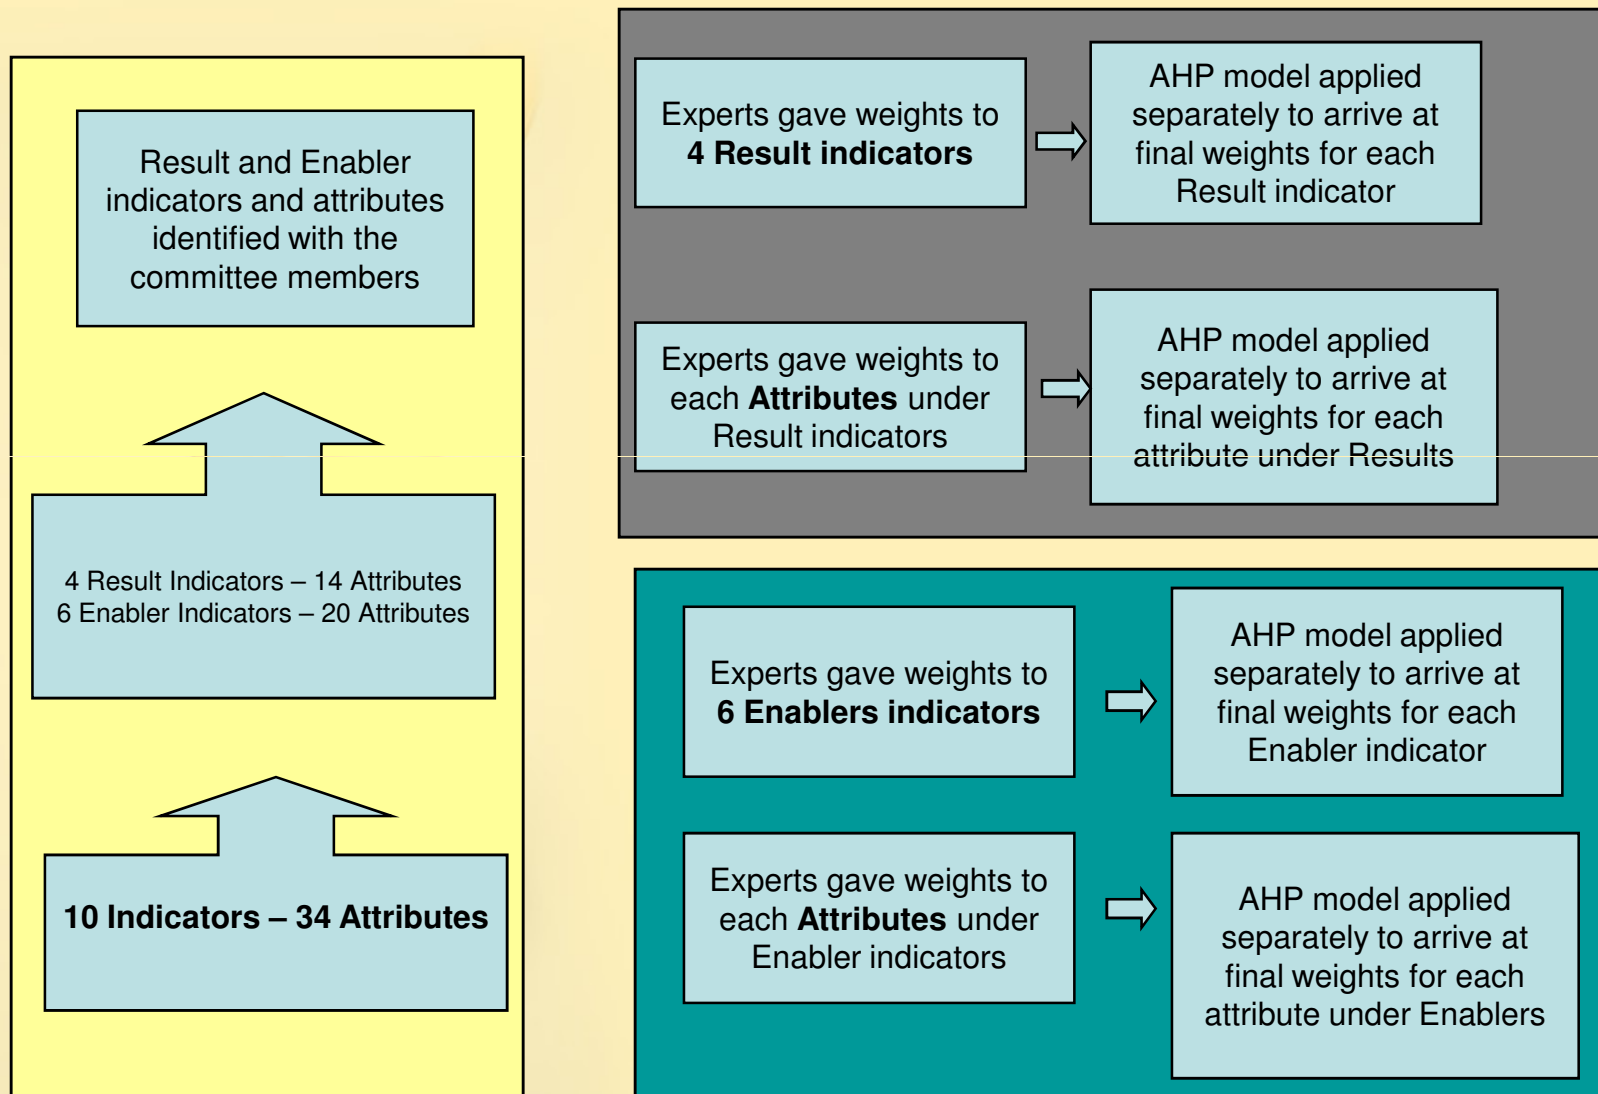 Result and Enabler
indicators and attributes
identified with the
committee members
4 Result Indicators – 14 Attributes
6 Enabler Indicators – 20 Attributes
10 Indicators – 34 Attributes
Experts gave weights to
4 Result indicators
AHP model applied
separately to arrive at
final weights for each
Result indicator
Experts gave weights to
each Attributes under
Result indicators
AHP model applied
separately to arrive at
final weights for each
attribute under Results
Experts gave weights to
6 Enablers indicators
AHP model applied
separately to arrive at
final weights for each
Enabler indicator
Experts gave weights to
each Attributes under
Enabler indicators
AHP model applied
separately to arrive at
final weights for each
attribute under Enablers